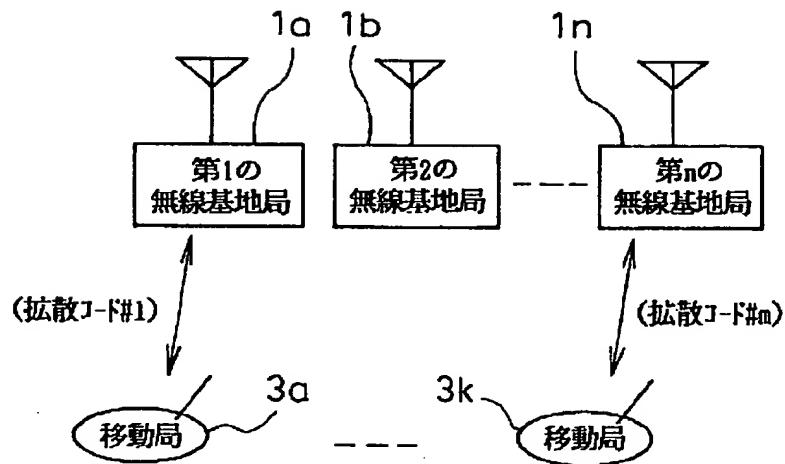 1a
1b
1n
第1の
無線基地局
第2の
無線基地局
第nの
無線基地局
(拡散コード#1)
(拡散コード#m)
3a
3k
移動局
移動局